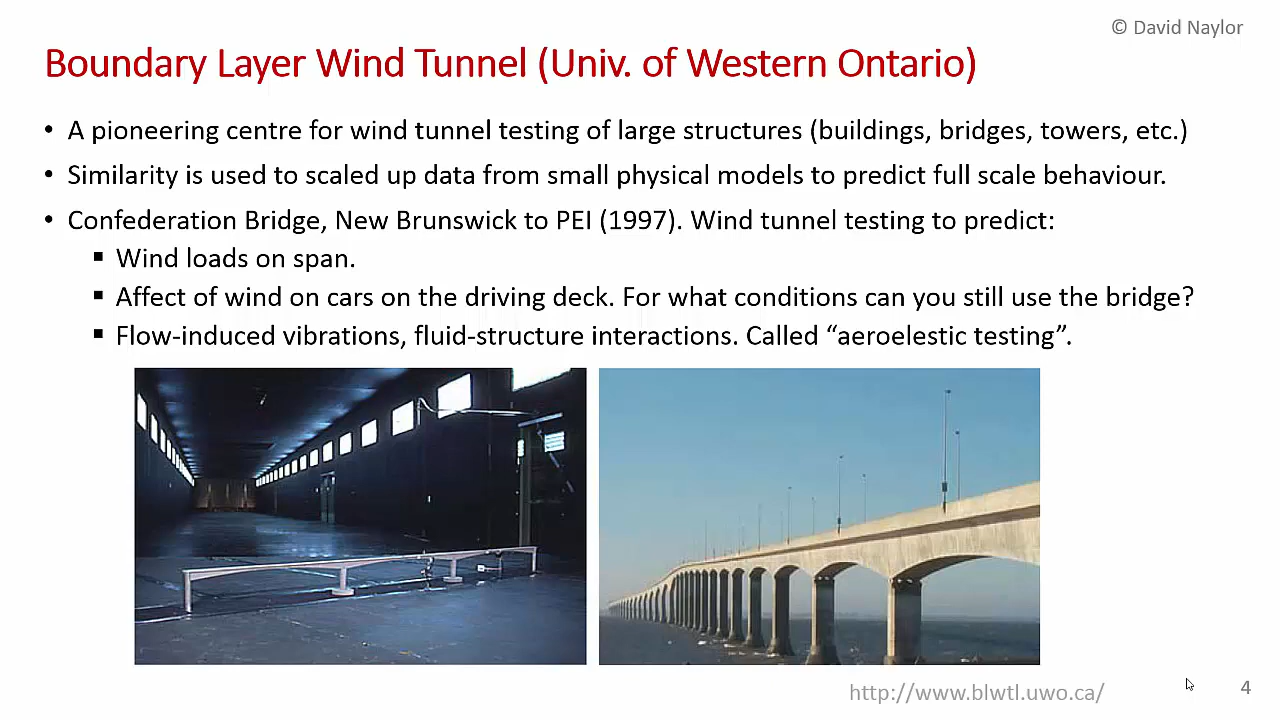 © David Naylor
Boundary Layer Wind Tunnel (Univ. of Western Ontario)
• A pioneering centre for wind tunnel testing of large structures (buildings, bridges, towers, etc.)
• Similarity is used to scaled up data from small physical models to predict full scale behaviour.
• Confederation Bridge, New Brunswick to PEI (1997). Wind tunnel testing to predict:
▪ Wind loads on span.
▪ Affect of wind on cars on the driving deck. For what conditions can you still use the bridge?
▪ Flow-induced vibrations, fluid-structure interactions. Called “aeroelestic testing”.
http://www.blwtl.uwo.ca/
4